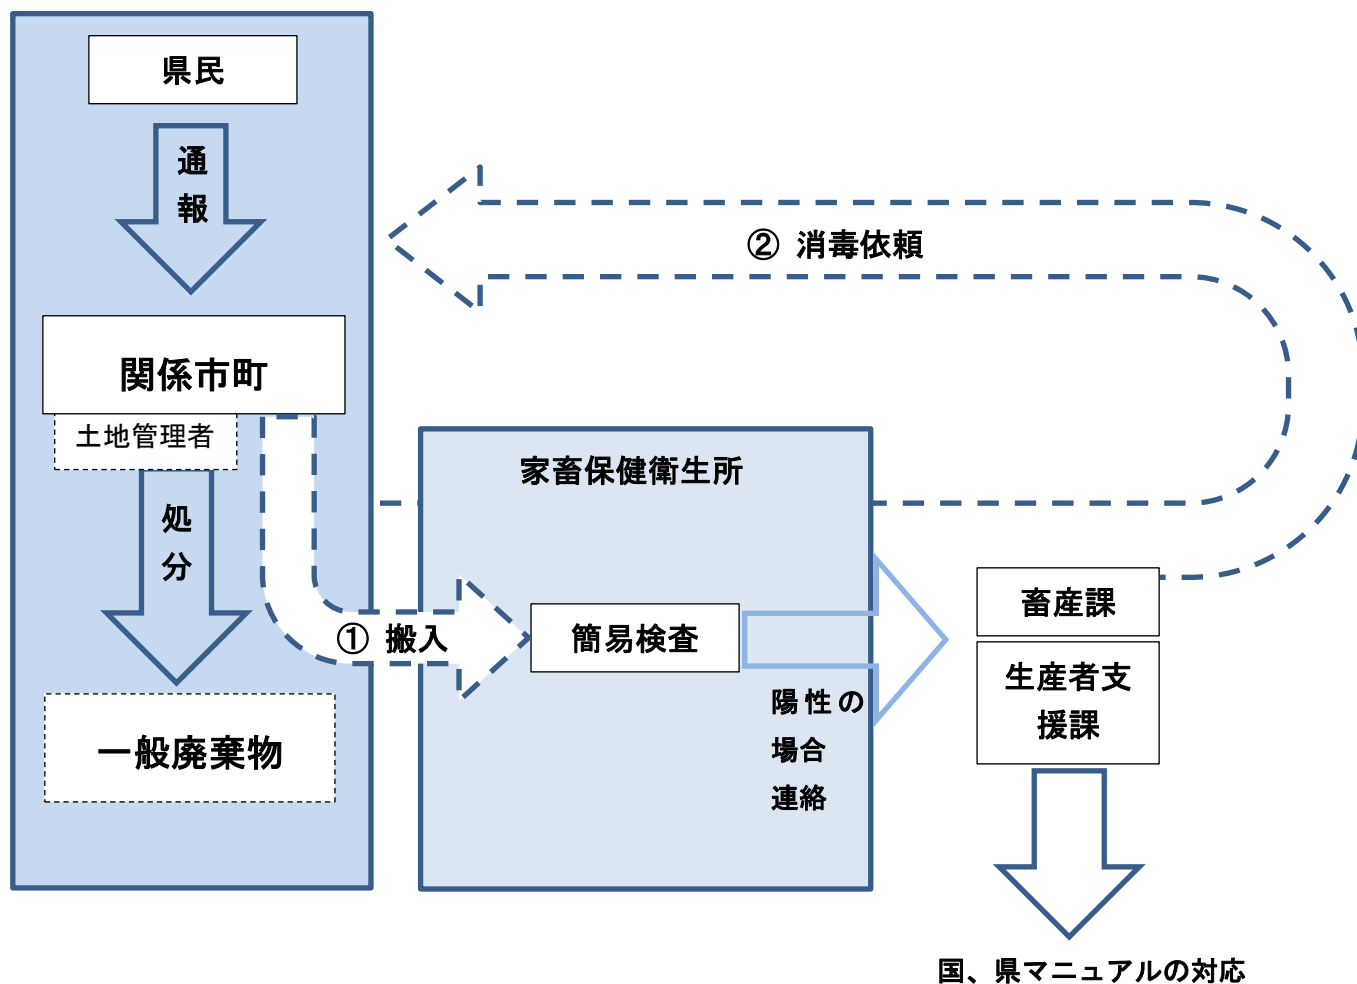 県民
通
報
② 消毒依頼
関係市町
土地管理者
処
分
一般廃棄物
家畜保健衛生所
① 搬入
簡易検査
陽性の
場合
連絡
畜産課
生産者支
援課
国、県マニュアルの対応